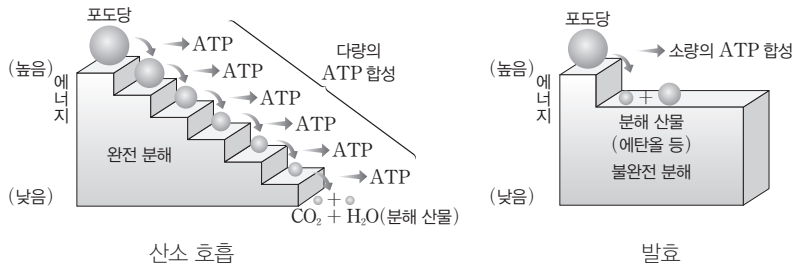 포도당
ATP
ATP
ATP
ATP
ATP
ATP
다량의
ATP 합성
(높음)
에너지
(낮음)
완전 분해
CO₂ + H₂O(분해 산물)
산소 호흡
포도당
소량의 ATP 합성
(높음)
에너지
(낮음)
+
분해 산물
(에탄올 등)
불완전 분해
발효